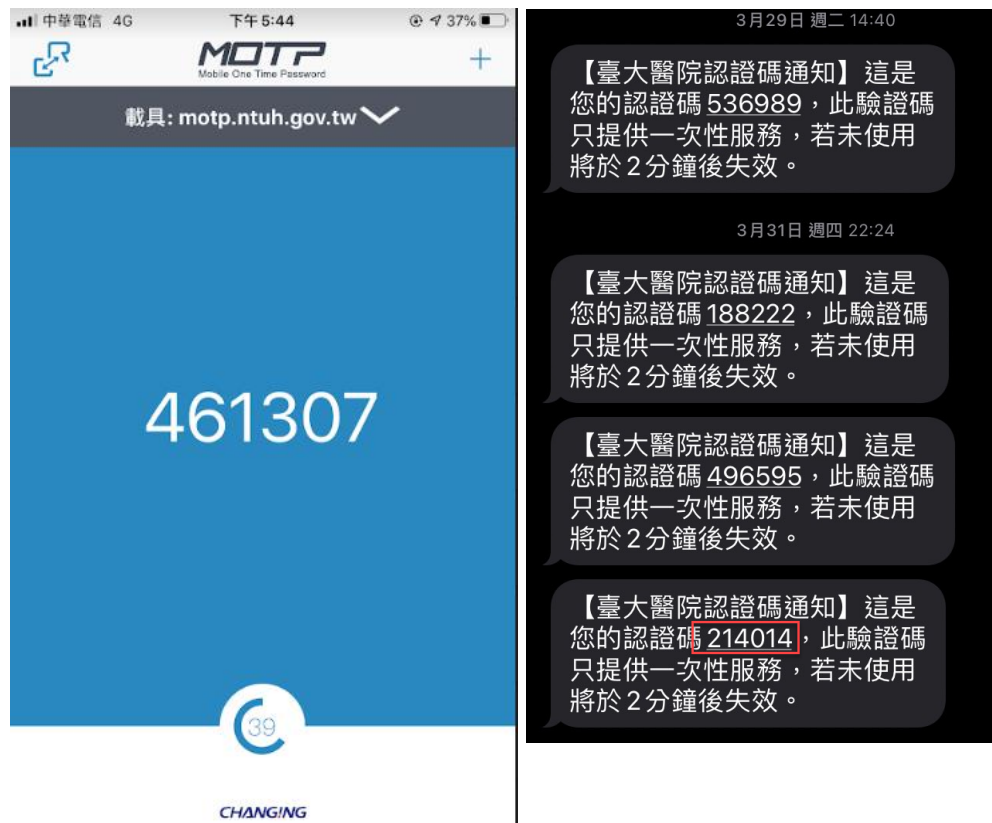 中華電信 4G 下午5:44 37%
MOTP
Mobile One Time Password
+
載具: motp.ntuh.gov.tw
461307
39
CHANGING
3月29日 週二 14:40
【臺大醫院認證碼通知】這是
您的認證碼 536989,此驗證碼
只提供一次性服務,若未使用
將於2分鐘後失效。
3月31日 週四 22:24
【臺大醫院認證碼通知】這是
您的認證碼 188222,此驗證碼
只提供一次性服務,若未使用
將於2分鐘後失效。
【臺大醫院認證碼通知】這是
您的認證碼 496595,此驗證碼
只提供一次性服務,若未使用
將於2分鐘後失效。
【臺大醫院認證碼通知】這是
您的認證碼 214014,此驗證碼
只提供一次性服務,若未使用
將於2分鐘後失效。